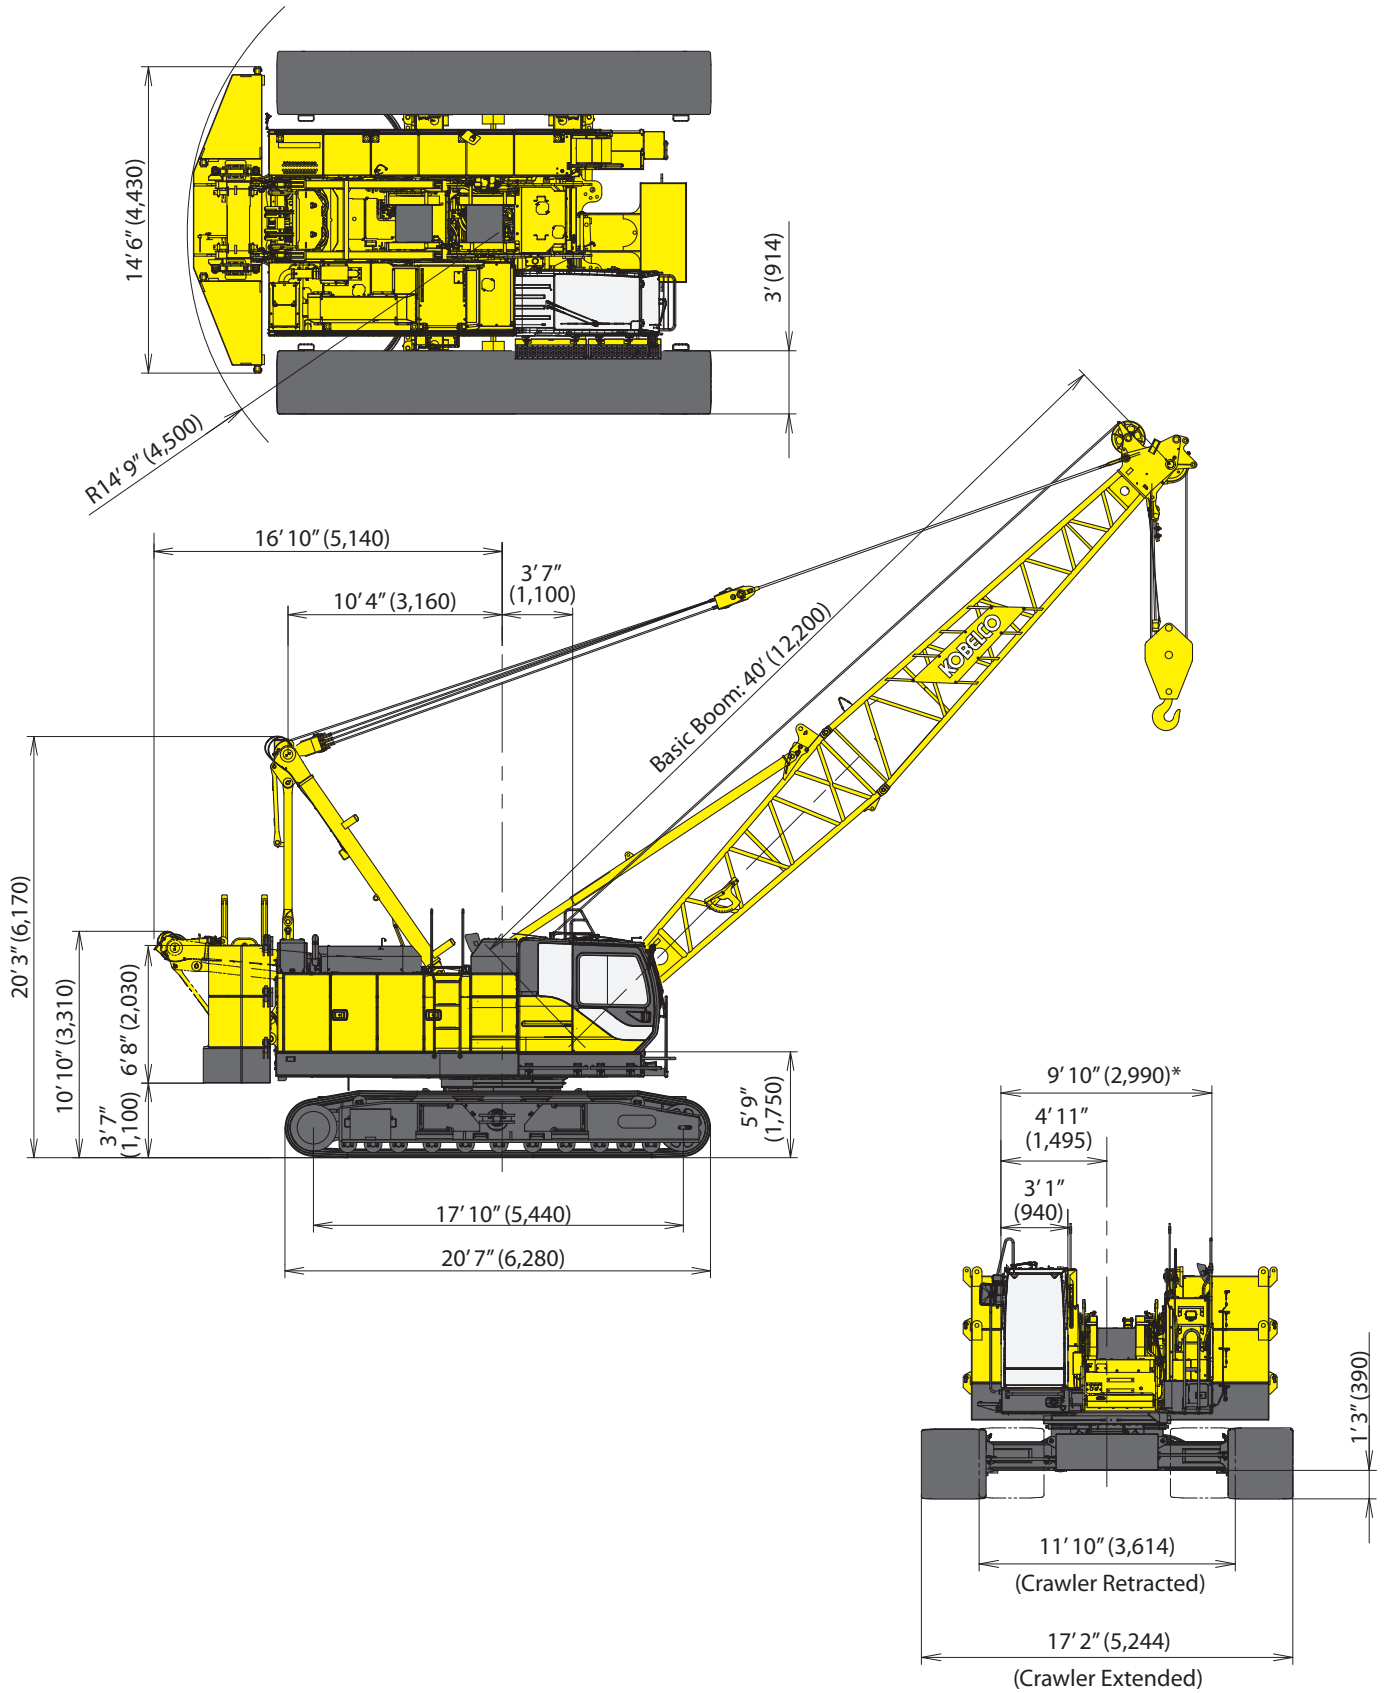 14' 6" (4,430)
3' (914)
R14' 9" (4,500)
16' 10" (5,140)
3' 7"
(1,100)
10' 4" (3,160)
Basic Boom: 40' (12,200)
KOBELCO
20' 3" (6,170)
10' 10" (3,310)
6' 8" (2,030)
3' 7"
(1,100)
5' 9"
(1,750)
17' 10" (5,440)
20' 7" (6,280)
9' 10" (2,990)*
4' 11"
(1,495)
3' 1"
(940)
1' 3" (390)
11' 10" (3,614)
(Crawler Retracted)
17' 2" (5,244)
(Crawler Extended)